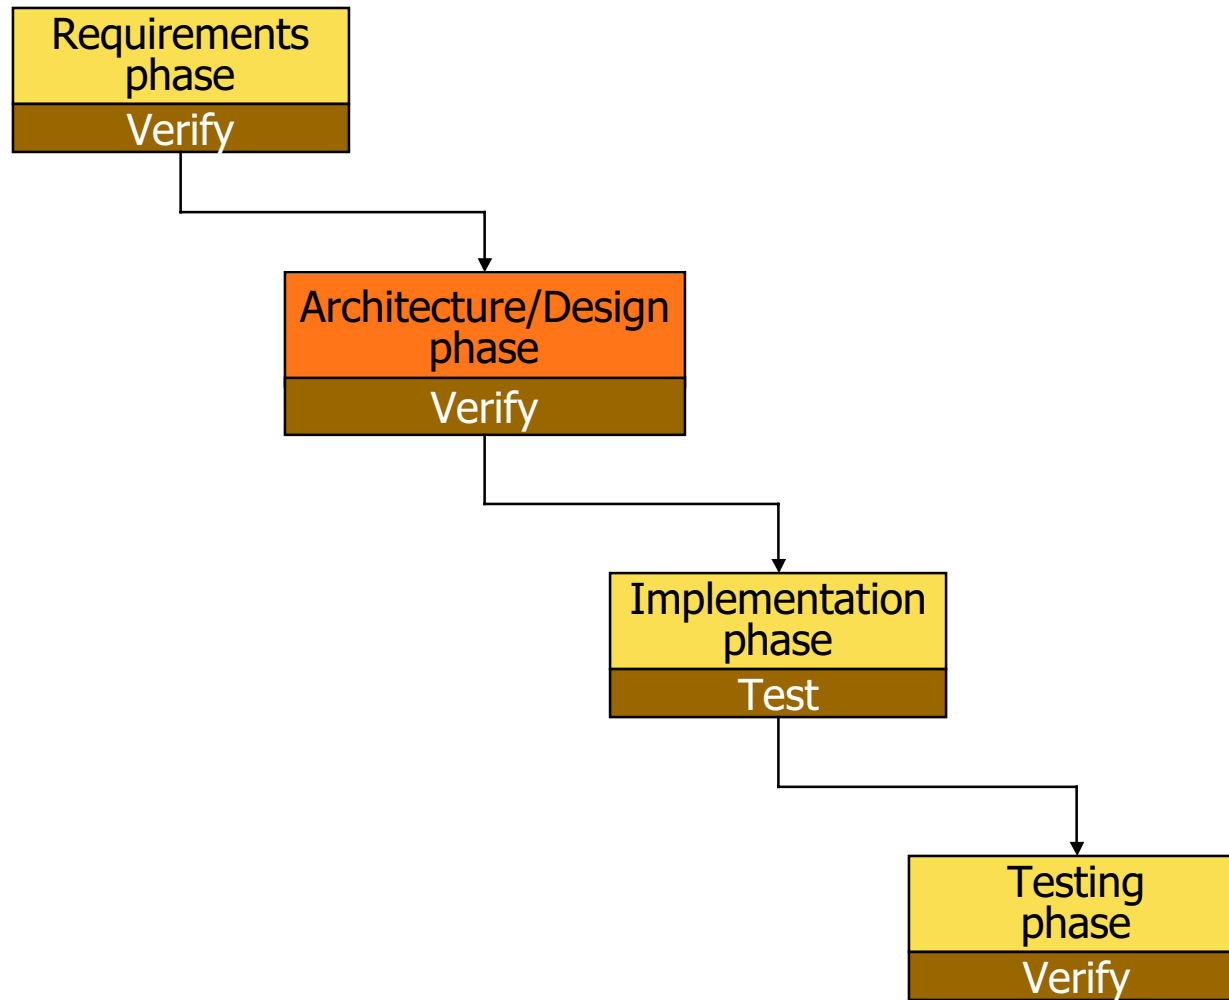 Requirements
phase
Verify
Architecture/Design
phase
Verify
Implementation
phase
Test
Testing
phase
Verify